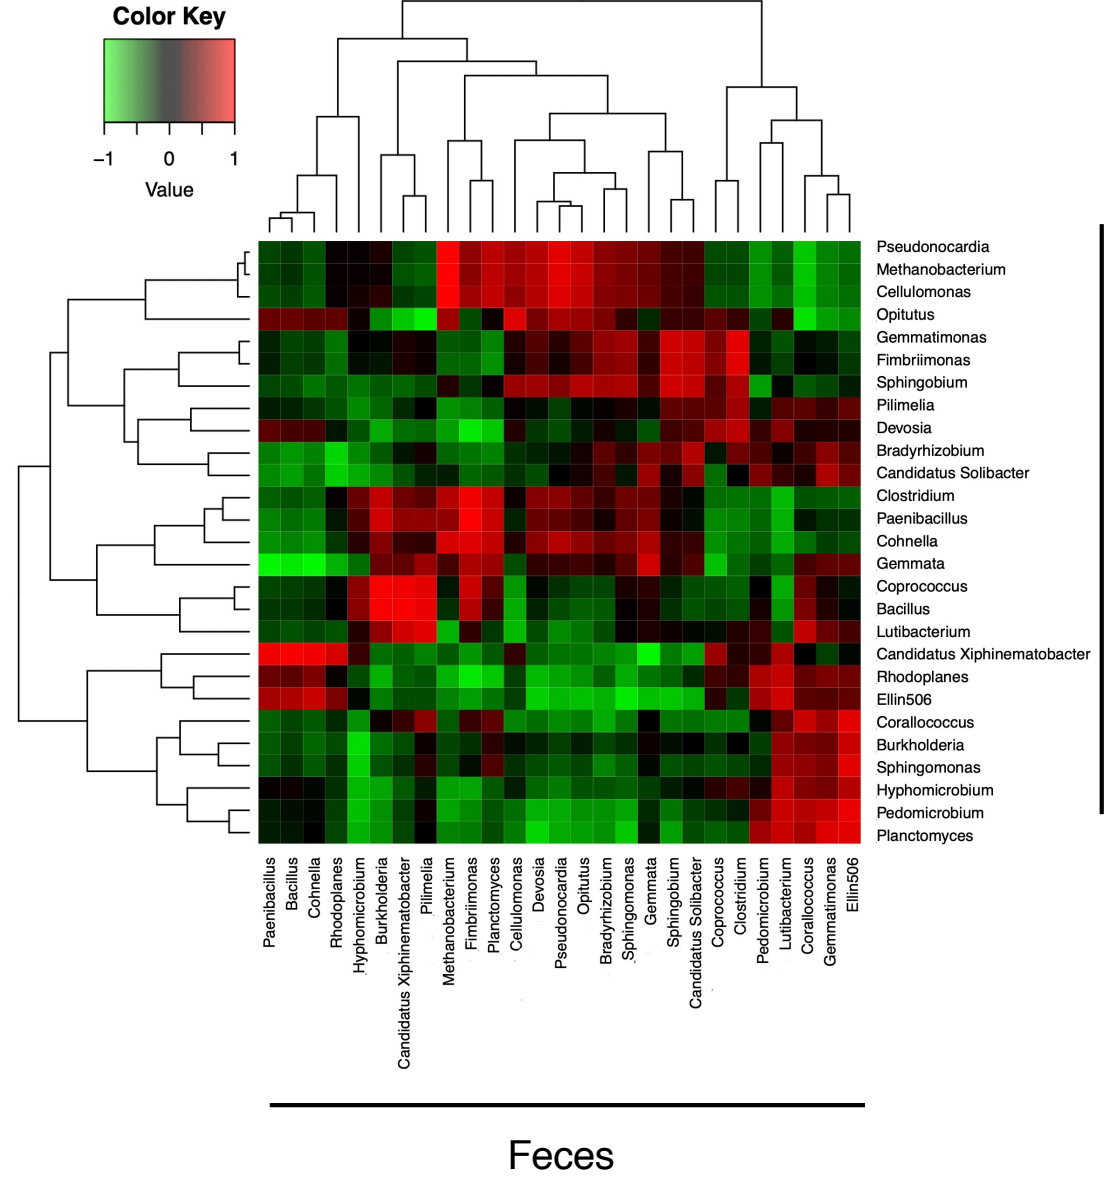 Color Key
−1 0 1
Value
Pseudonocardia
Methanobacterium
Cellulomonas
Opitutus
Gemmatimonas
Fimbriimonas
Sphingobium
Pilimelia
Devosia
Bradyrhizobium
Candidatus Solibacter
Clostridium
Paenibacillus
Cohnella
Gemmata
Coprococcus
Bacillus
Lutibacterium
Candidatus Xiphinematobacter
Rhodoplanes
Ellin506
Corallococcus
Burkholderia
Sphingomonas
Hyphomicrobium
Pedomicrobium
Planctomyces
Paenibacillus
Bacillus
Cohnella
Rhodoplanes
Hyphomicrobium
Burkholderia
Candidatus Xiphinematobacter
Pilimelia
Methanobacterium
Fimbriimonas
Planctomyces
Cellulomonas
Devosia
Pseudonocardia
Opitutus
Bradyrhizobium
Sphingomonas
Gemmata
Sphingobium
Candidatus Solibacter
Coprococcus
Clostridium
Pedomicrobium
Lutibacterium
Corallococcus
Gemmatimonas
Ellin506
Feces